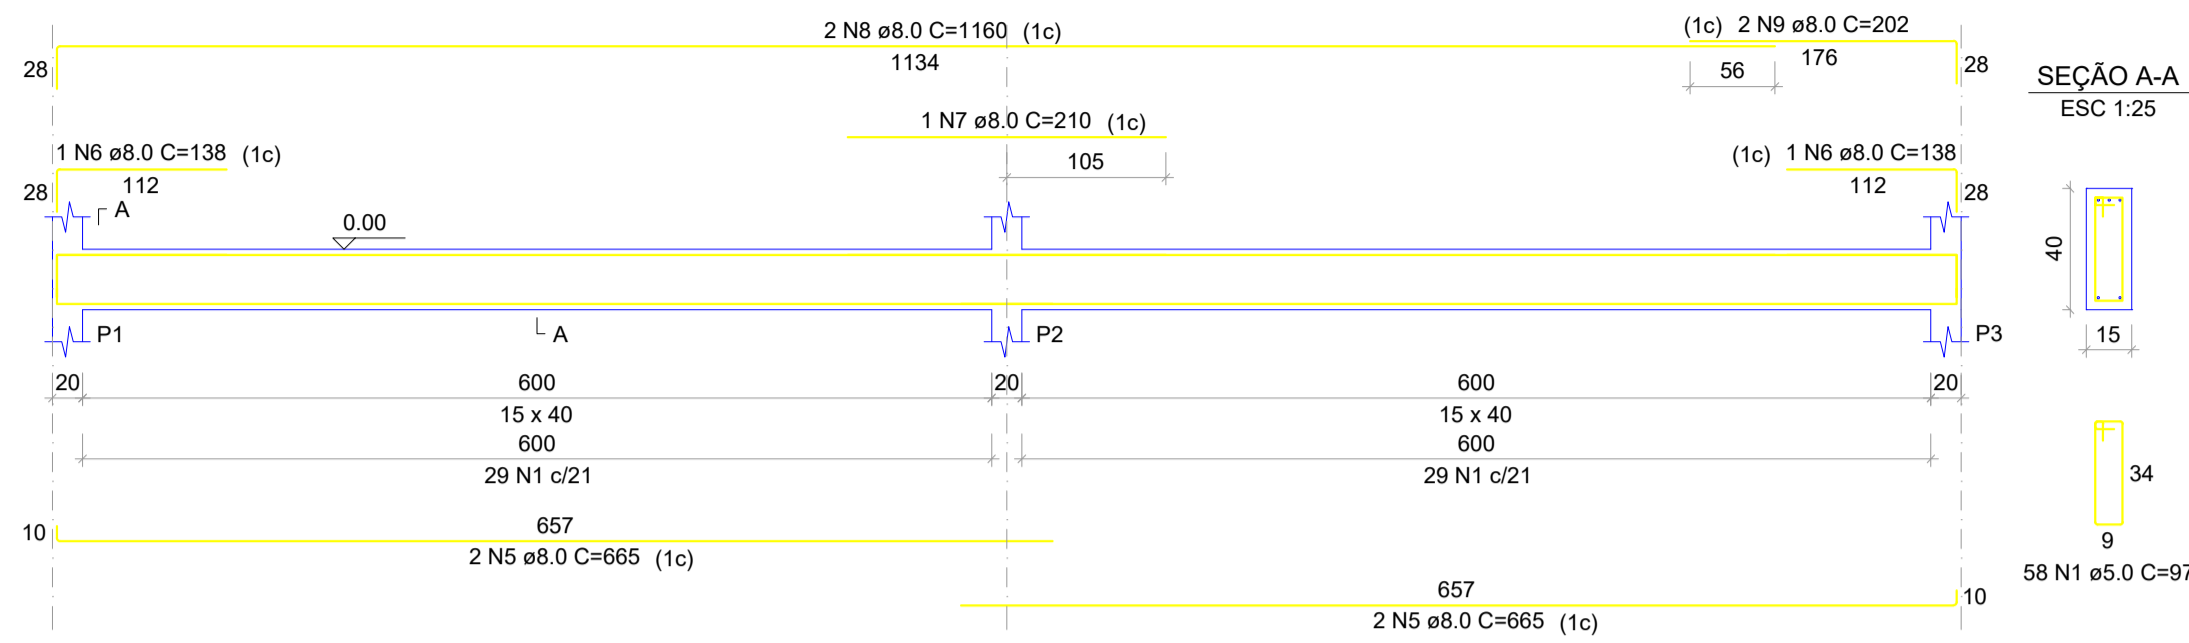 2 N8 ø8.0 C=1160 (1c)
1134
28
(1c) 2 N9 ø8.0 C=202
176
56
28
SEÇÃO A-A
ESC 1:25
1 N7 ø8.0 C=210 (1c)
105
1 N6 ø8.0 C=138 (1c)
112
28
(1c) 1 N6 ø8.0 C=138
112
28
A
0.00
40
15
P1
A
P2
P3
20
600
20
600
20
15 x 40
15 x 40
600
600
29 N1 c/21
29 N1 c/21
34
9
58 N1 ø5.0 C=97
10
657
2 N5 ø8.0 C=665 (1c)
657
10
2 N5 ø8.0 C=665 (1c)